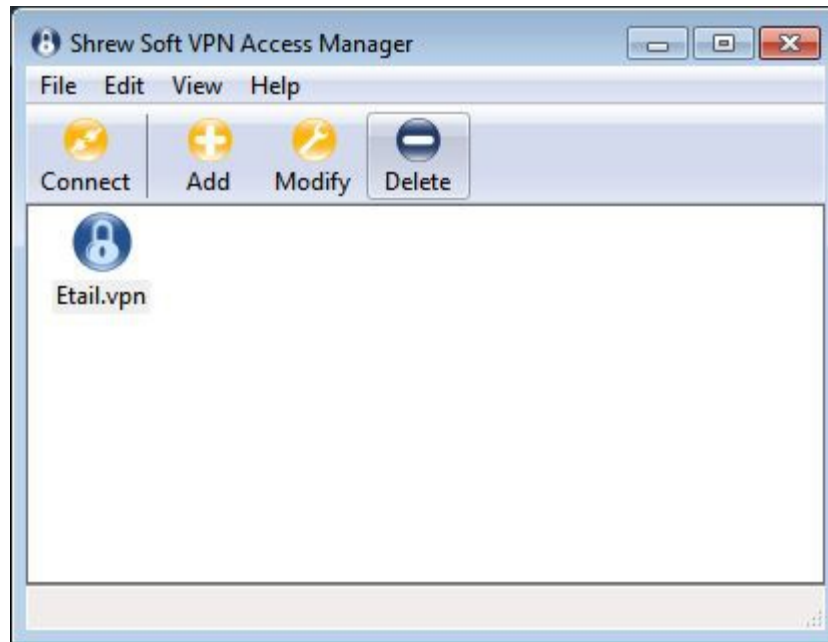 Shrew Soft VPN Access Manager
File Edit View Help
Connect Add Modify Delete
Etail.vpn